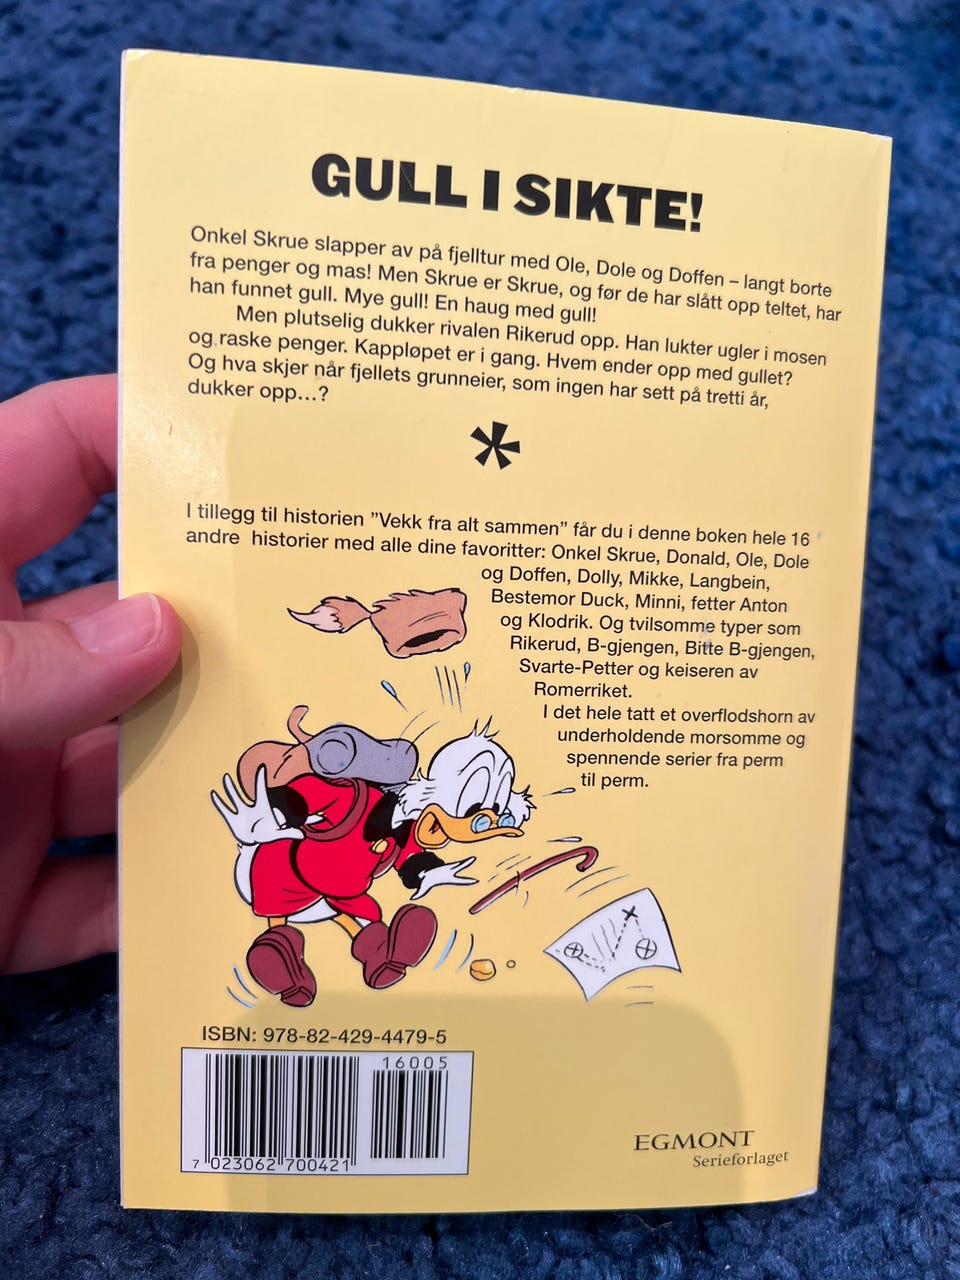 GULL I SIKTE!
Onkel Skrue slapper av på fjelltur med Ole, Dole og Doffen – langt borte
fra penger og mas! Men Skrue er Skrue, og før de har slått opp teltet, har
han funnet gull. Mye gull! En haug med gull!
Men plutselig dukker rivalen Rikerud opp. Han lukter ugler i mosen
og raske penger. Kappløpet er i gang. Hvem ender opp med gullet?
Og hva skjer når fjellets grunneier, som ingen har sett på tretti år,
dukker opp...?
*
I tillegg til historien ”Vekk fra alt sammen” får du i denne boken hele 16
andre historier med alle dine favoritter: Onkel Skrue, Donald, Ole, Dole
og Doffen, Dolly, Mikke, Langbein,
Bestemor Duck, Minni, fetter Anton
og Klodrik. Og tvilsomme typer som
Rikerud, B-gjengen, Bitte B-gjengen,
Svarte-Petter og keiseren av
Romerriket.
I det hele tatt et overflodshorn av
underholdende morsomme og
spennende serier fra perm
til perm.
ISBN: 978-82-429-4479-5
16005
7 023062 700421
EGMONT
Serieforlaget